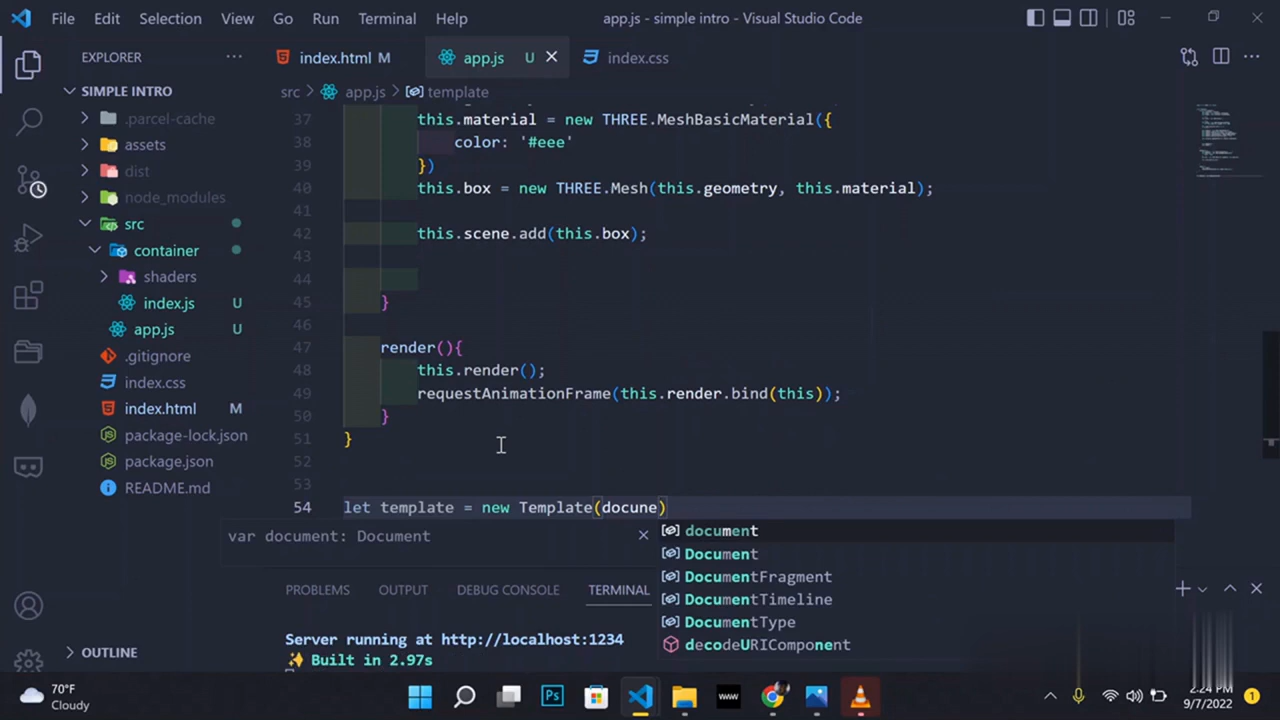 File Edit Selection View Go Run Terminal Help app.js - simple intro - Visual Studio Code
EXPLORER
index.html M
app.js U
index.css
SIMPLE INTRO
src app.js template
.parcel-cache
assets
dist
node_modules
src
container
shaders
index.js U
app.js U
.gitignore
index.css
index.html M
package-lock.json
package.json
README.md
OUTLINE
37 this.material = new THREE.MeshBasicMaterial({
38 color: '#eee'
39 })
40 this.box = new THREE.Mesh(this.geometry, this.material);
41
42 this.scene.add(this.box);
43
44
45 }
46
47 render(){
48 this.render();
49 requestAnimationFrame(this.render.bind(this));
50 }
51 }
52
53
54 let template = new Template(docune)
var document: Document
document
Document
DocumentFragment
DocumentTimeline
DocumentType
decodeURIComponent
PROBLEMS OUTPUT DEBUG CONSOLE TERMINAL
Server running at http://localhost:1234
✨ Built in 2.97s
70°F
Cloudy
Ps
WWW
2:24 PM
9/7/2022
1